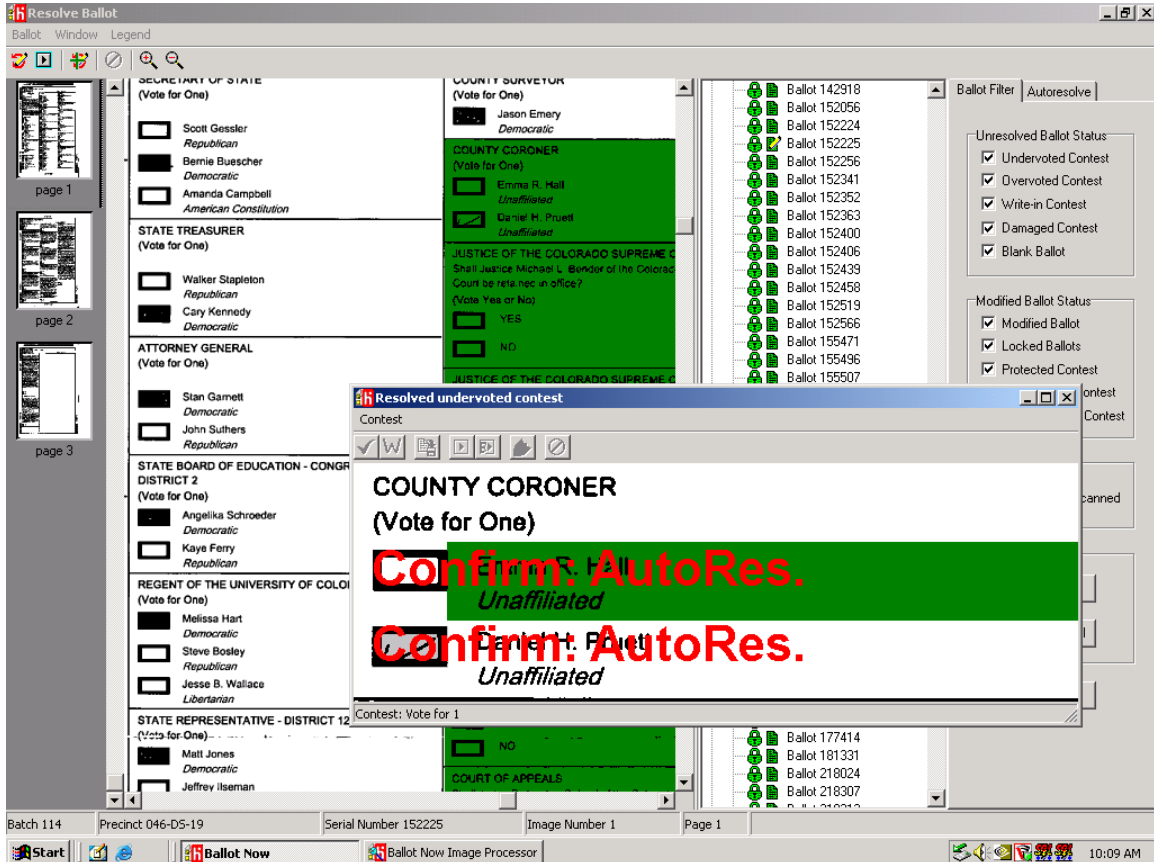 Resolve Ballot
Ballot Window Legend
page 1
page 2
page 3
SECRETARY OF STATE
(Vote for One)
Scott Gessler
Republican
Bernie Buescher
Democratic
Amanda Campbell
American Constitution
STATE TREASURER
(Vote for One)
Walker Stapleton
Republican
Cary Kennedy
Democratic
ATTORNEY GENERAL
(Vote for One)
Stan Garnett
Democratic
John Suthers
Republican
STATE BOARD OF EDUCATION - CONGR
DISTRICT 2
(Vote for One)
Angelika Schroeder
Democratic
Kaye Ferry
Republican
REGENT OF THE UNIVERSITY OF COLO
(Vote for One)
Melissa Hart
Democratic
Steve Bosley
Republican
Jesse B. Wallace
Libertarian
STATE REPRESENTATIVE - DISTRICT 12
(Vote for One)
Matt Jones
Democratic
Jeffrey Ilseman
COUNTY SURVEYOR
(Vote for One)
Jason Emery
Democratic
COUNTY CORONER
(Vote for One)
Emma R. Hall
Unaffiliated
Daniel H. Pruett
Unaffiliated
JUSTICE OF THE COLORADO SUPREME C
Shall Justice Michael L. Bender of the Colorad
Court be retained in office?
(Vote Yes or No)
YES
NO
JUSTICE OF THE COLORADO SUPREME C
NO
COURT OF APPEALS
Ballot 142918
Ballot 152056
Ballot 152224
Ballot 152225
Ballot 152256
Ballot 152341
Ballot 152352
Ballot 152363
Ballot 152400
Ballot 152406
Ballot 152439
Ballot 152458
Ballot 152519
Ballot 152566
Ballot 155471
Ballot 155496
Ballot 155507
Ballot 177414
Ballot 181331
Ballot 218024
Ballot 218307
Ballot Filter Autoresolve
Unresolved Ballot Status
Undervoted Contest
Overvoted Contest
Write-in Contest
Damaged Contest
Blank Ballot
Modified Ballot Status
Modified Ballot
Locked Ballots
Protected Contest
ontest
Contest
canned
Resolved undervoted contest
Contest
COUNTY CORONER
(Vote for One)
Emma R. Hall
Confirm: AutoRes.
Unaffiliated
Daniel H. Pruett
Confirm: AutoRes.
Unaffiliated
Contest: Vote for 1
Batch 114 Precinct 046-DS-19 Serial Number 152225 Image Number 1 Page 1
Start Ballot Now Ballot Now Image Processor 10:09 AM